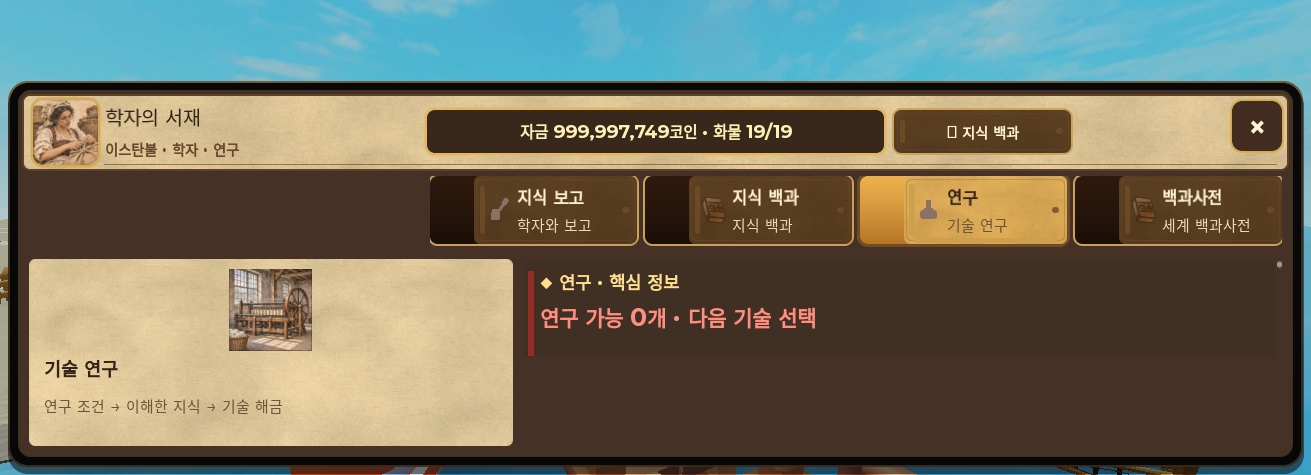 학자의 서재
이스탄불 • 학자 • 연구
자금 999,997,749코인 • 화물 19/19
지식 백과
×
지식 보고
학자와 보고
지식 백과
지식 백과
연구
기술 연구
백과사전
세계 백과사전
기술 연구
연구 조건 → 이해한 지식 → 기술 해금
◆ 연구 • 핵심 정보
연구 가능 0개 • 다음 기술 선택